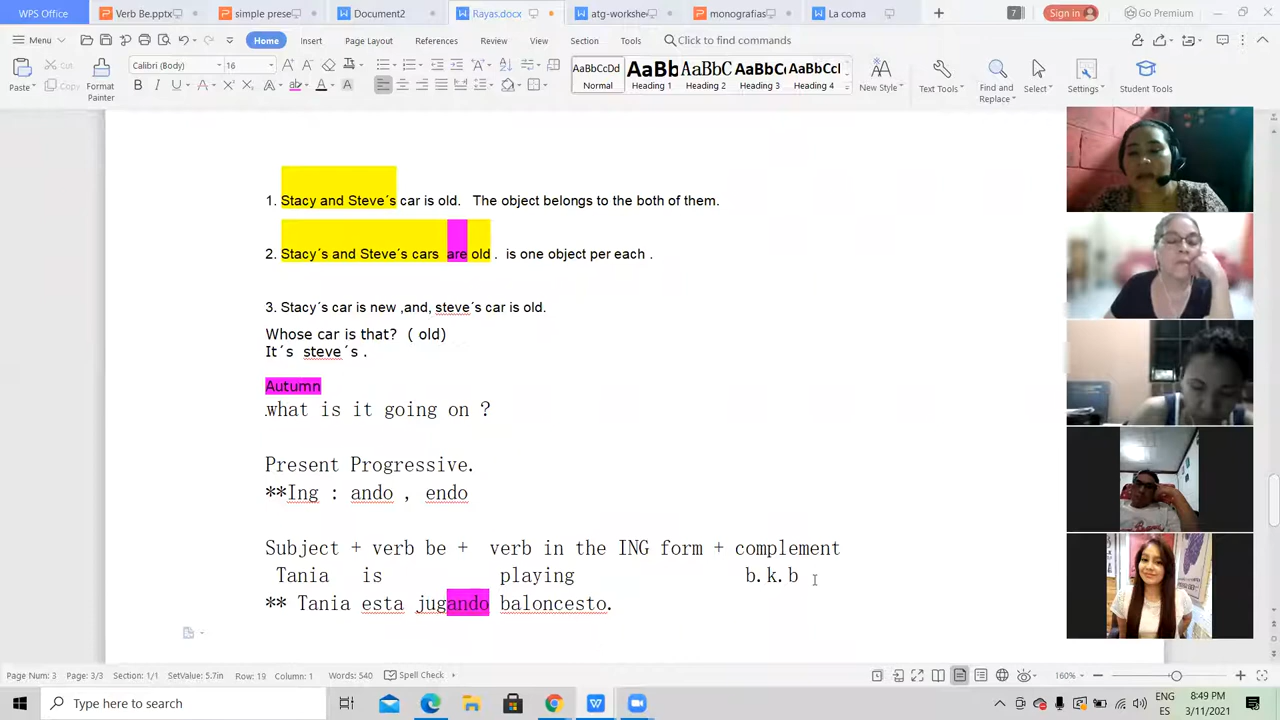 WPS Office
Verb Be.ppt
simple pres
Document2
Rayas.docx
atg-wikshe
monografias
La coma
7
Sign in
Go Premium
Menu
Home
Insert
References
Review
View
Section
Tools
Click to find commands
Paste
Copy
Format Painter
Calibri (Body)
16
AaBbCcDd
Normal
AaBb
Heading 1
AaBbC
Heading 2
AaBbC
Heading 3
AaBbCcl
Heading 4
New Style
Text Tools
Find and Replace
Select
Settings
Student Tools
1. Stacy and Steve´s car is old. The object belongs to the both of them.
2. Stacy´s and Steve´s cars are old . is one object per each .
3. Stacy´s car is new ,and, steve´s car is old.
Whose car is that? ( old)
It´s steve´s .
Autumn
.what is it going on ?
Present Progressive.
**Ing : ando , endo
Subject + verb be + verb in the ING form + complement
Tania is playing b.k.b
** Tania osta jugando baloncesto.
Page Num: 3 Page: 3/3 Section: 1/1 SetValue: 5.7in Row: 19 Column: 1 Words: 540 Spell Check
160%
Type here to search
ENG
ES
8:49 PM
3/11/2021